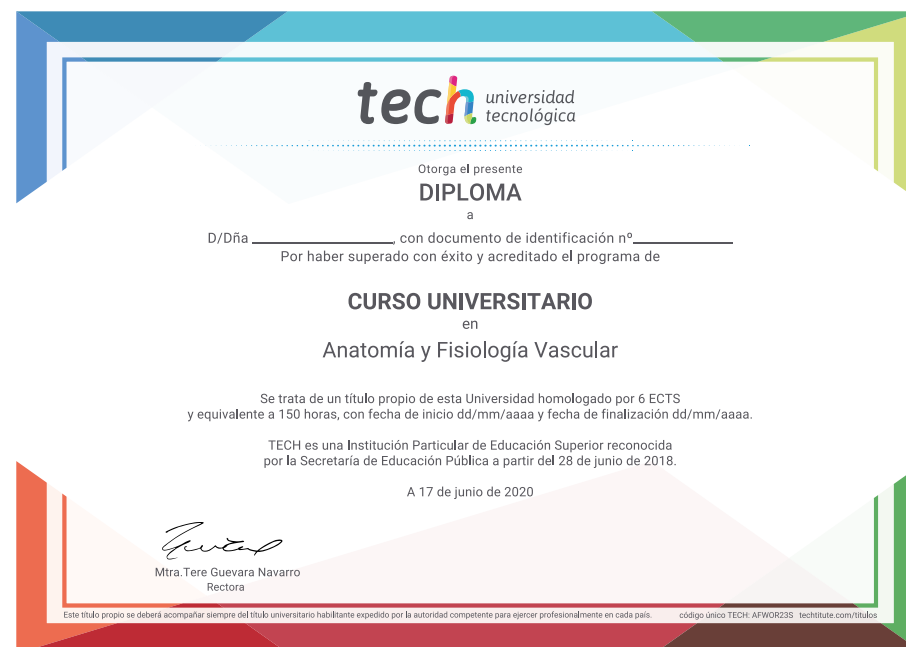 tech universidad
tecnológica
Otorga el presente
DIPLOMA
a
D/Dña ____________________, con documento de identificación nº______________
Por haber superado con éxito y acreditado el programa de
CURSO UNIVERSITARIO
en
Anatomía y Fisiología Vascular
Se trata de un título propio de esta Universidad homologado por 6 ECTS
y equivalente a 150 horas, con fecha de inicio dd/mm/aaaa y fecha de finalización dd/mm/aaaa.
TECH es una Institución Particular de Educación Superior reconocida
por la Secretaría de Educación Pública a partir del 28 de junio de 2018.
A 17 de junio de 2020
Mtra.Tere Guevara Navarro
Rectora
Este título propio se deberá acompañar siempre del título universitario habilitante expedido por la autoridad competente para ejercer profesionalmente en cada país. código único TECH: AFWOR23S techtitute.com/titulos